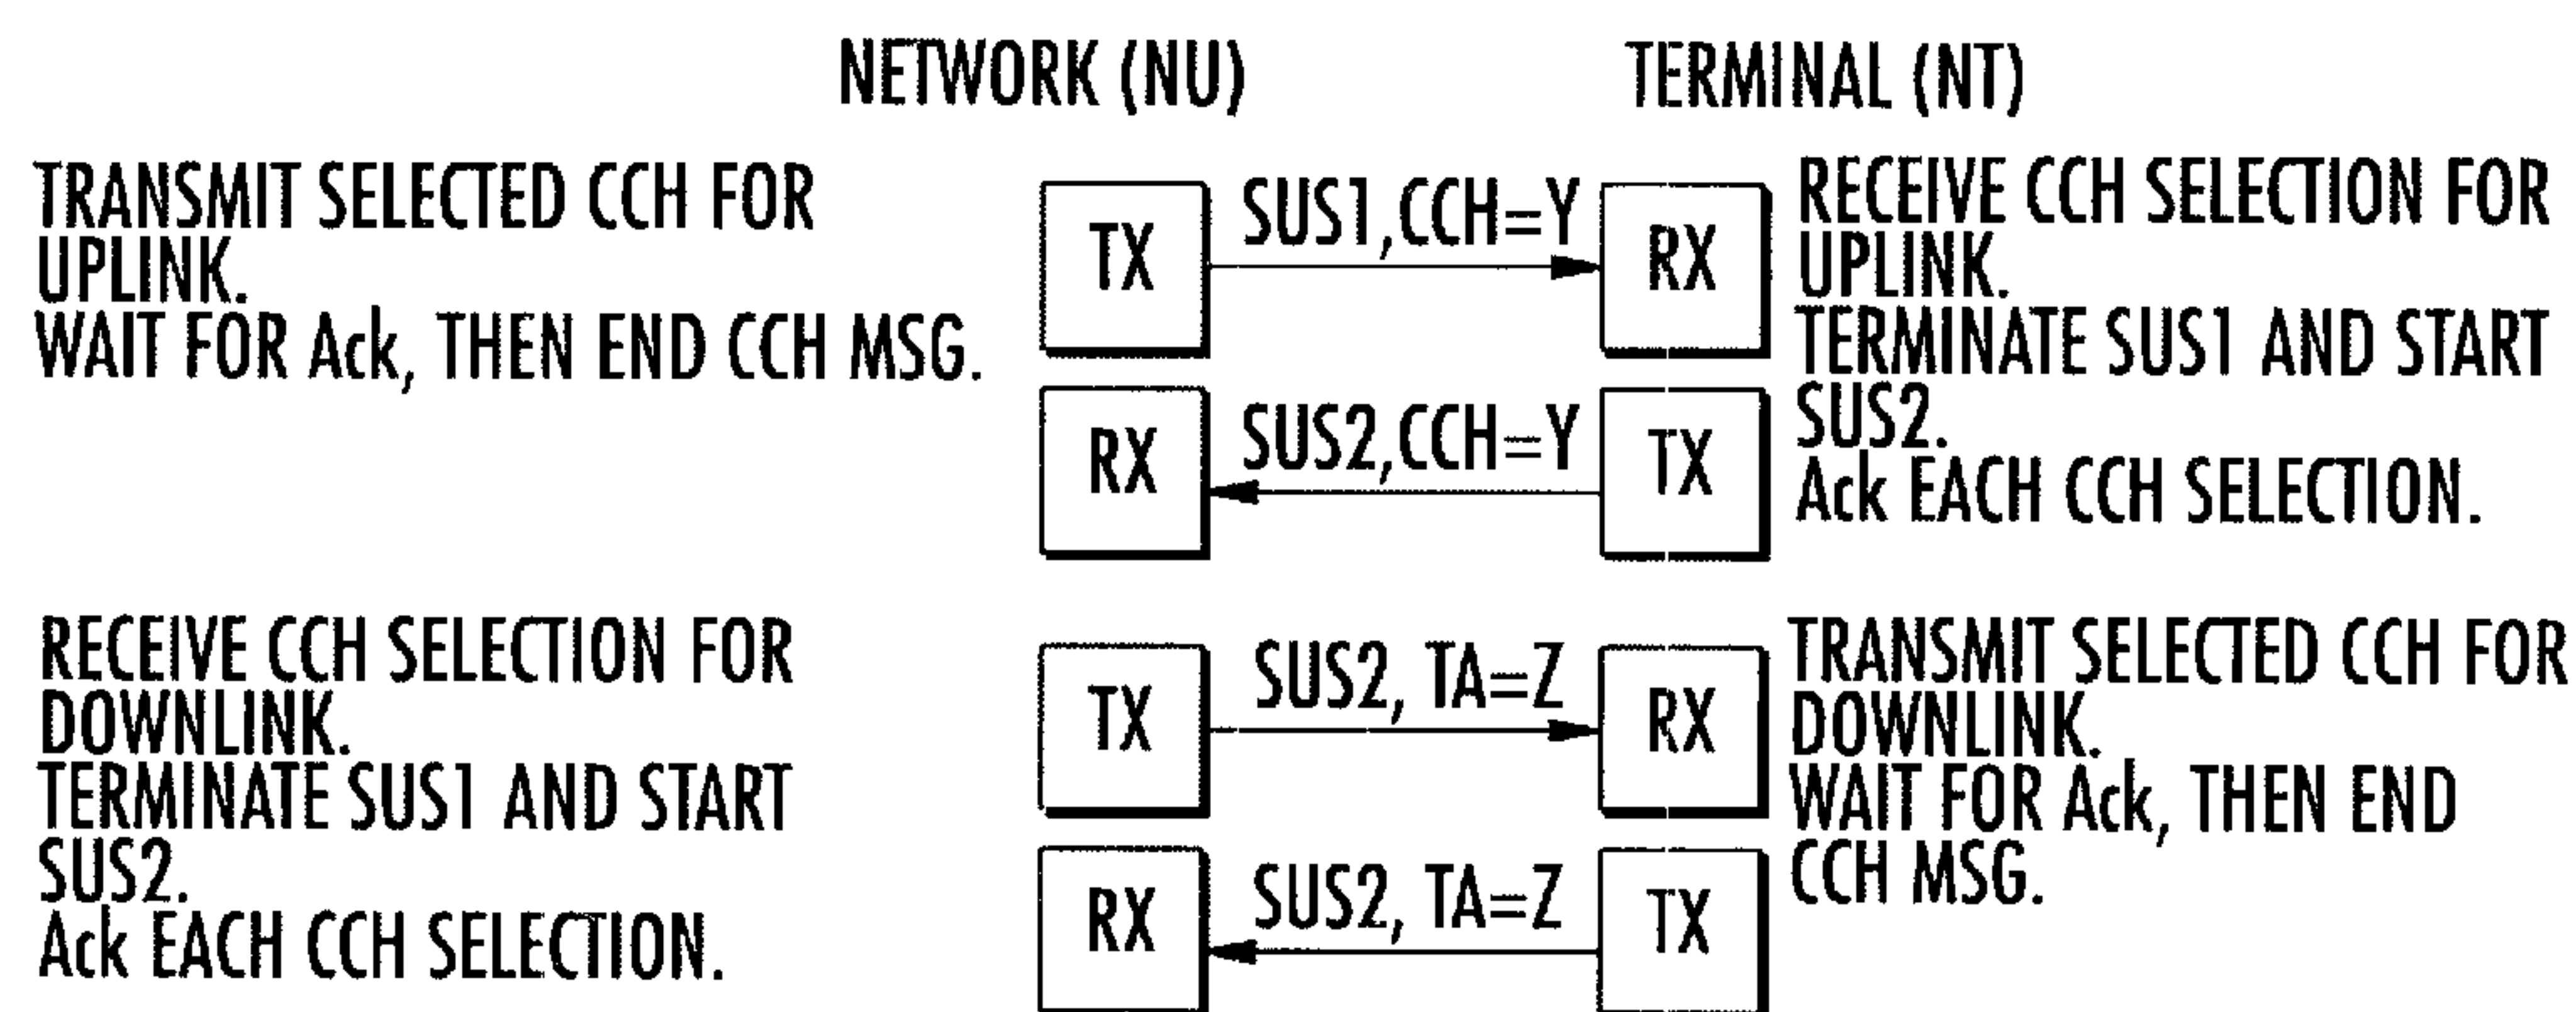 NETWORK (NU)
TERMINAL (NT)
TRANSMIT SELECTED CCH FOR
UPLINK.
WAIT FOR Ack, THEN END CCH MSG.
TX
SUS1,CCH=Y
RX
RX
SUS2,CCH=Y
TX
RECEIVE CCH SELECTION FOR
UPLINK.
TERMINATE SUS1 AND START
SUS2.
Ack EACH CCH SELECTION.
RECEIVE CCH SELECTION FOR
DOWNLINK.
TERMINATE SUS1 AND START
SUS2.
Ack EACH CCH SELECTION.
TX
SUS2, TA=Z
RX
RX
SUS2, TA=Z
TX
TRANSMIT SELECTED CCH FOR
DOWNLINK.
WAIT FOR Ack, THEN END
CCH MSG.